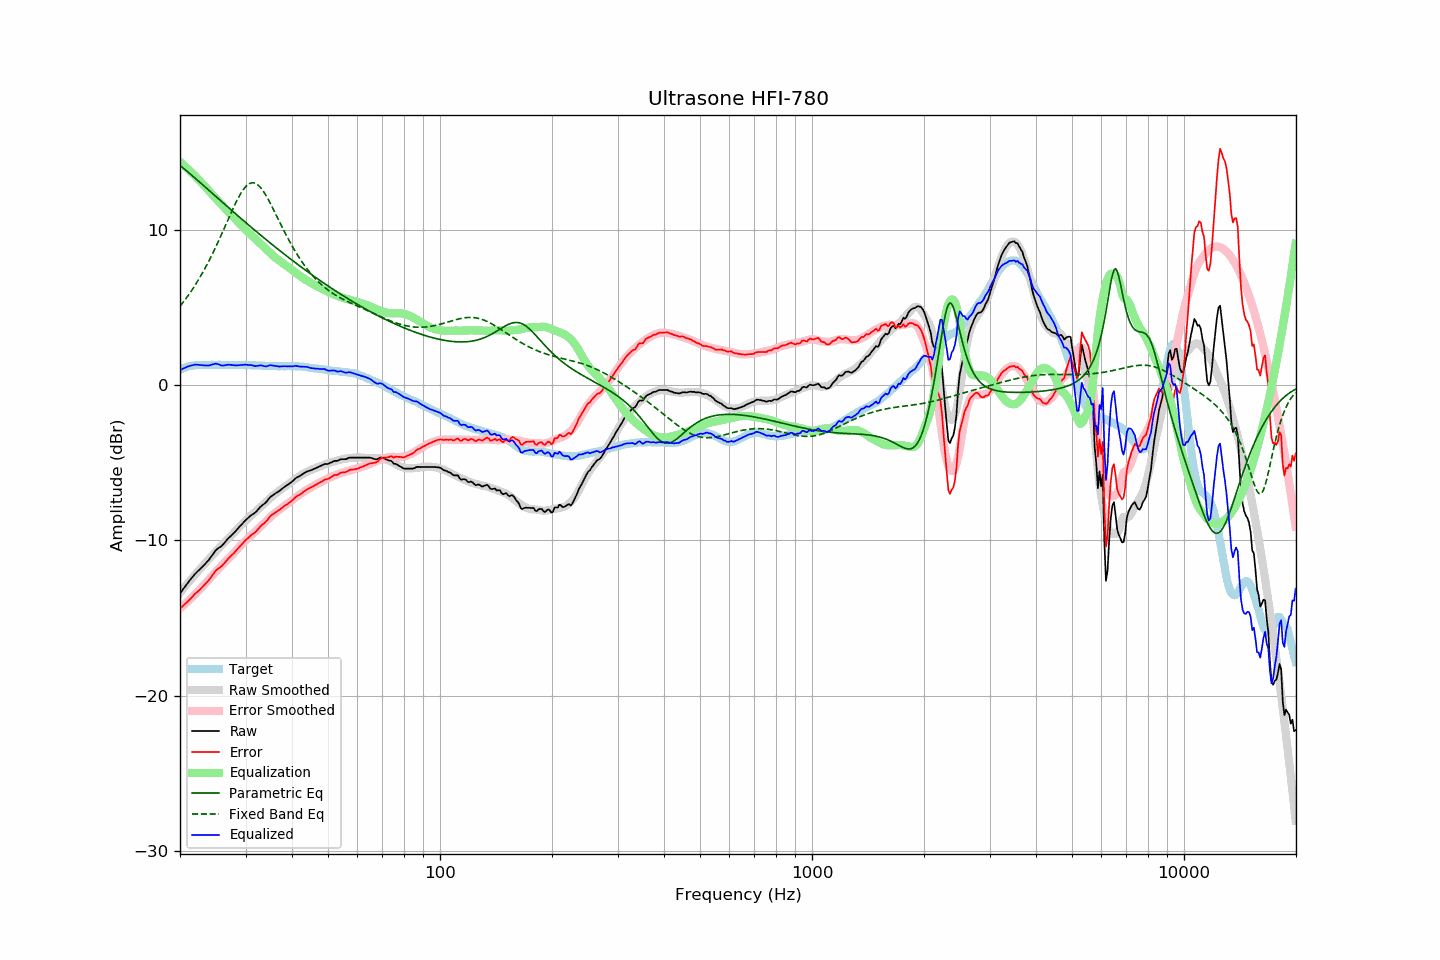 Ultrasone HFI-780
Amplitude (dBr)
10
0
−10
−20
−30
Target
Raw Smoothed
Error Smoothed
Raw
Error
Equalization
Parametric Eq
Fixed Band Eq
Equalized
100
1000
10000
Frequency (Hz)